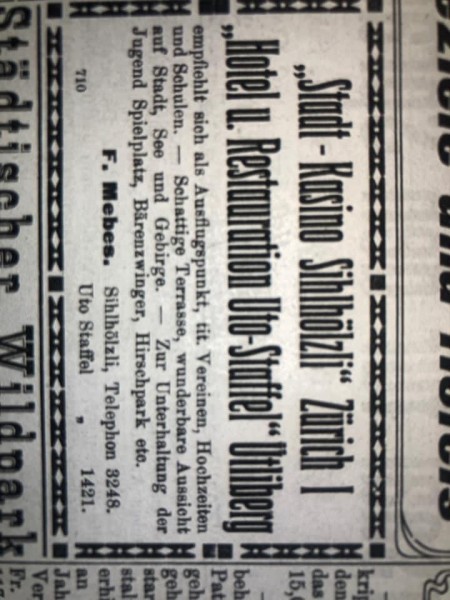 „Stadt-Kasino Sihlhölzli“ Zürich I
„Hotel u. Restauration Uto-Staffel“ Ütliberg
empfiehlt sich als Ausflugspunkt, tit. Vereinen, Hochzeiten
und Schulen. — Schattige Terrasse, wunderbare Aussicht
auf Stadt, See und Gebirge. — Zur Unterhaltung der
Jugend Spielplatz, Bärenzwinger, Hirschpark etc.
F. Mebes. Sihlhölzli, Telephon 3248.
710 Uto Staffel „ 1421.
Städtischer Wildpark